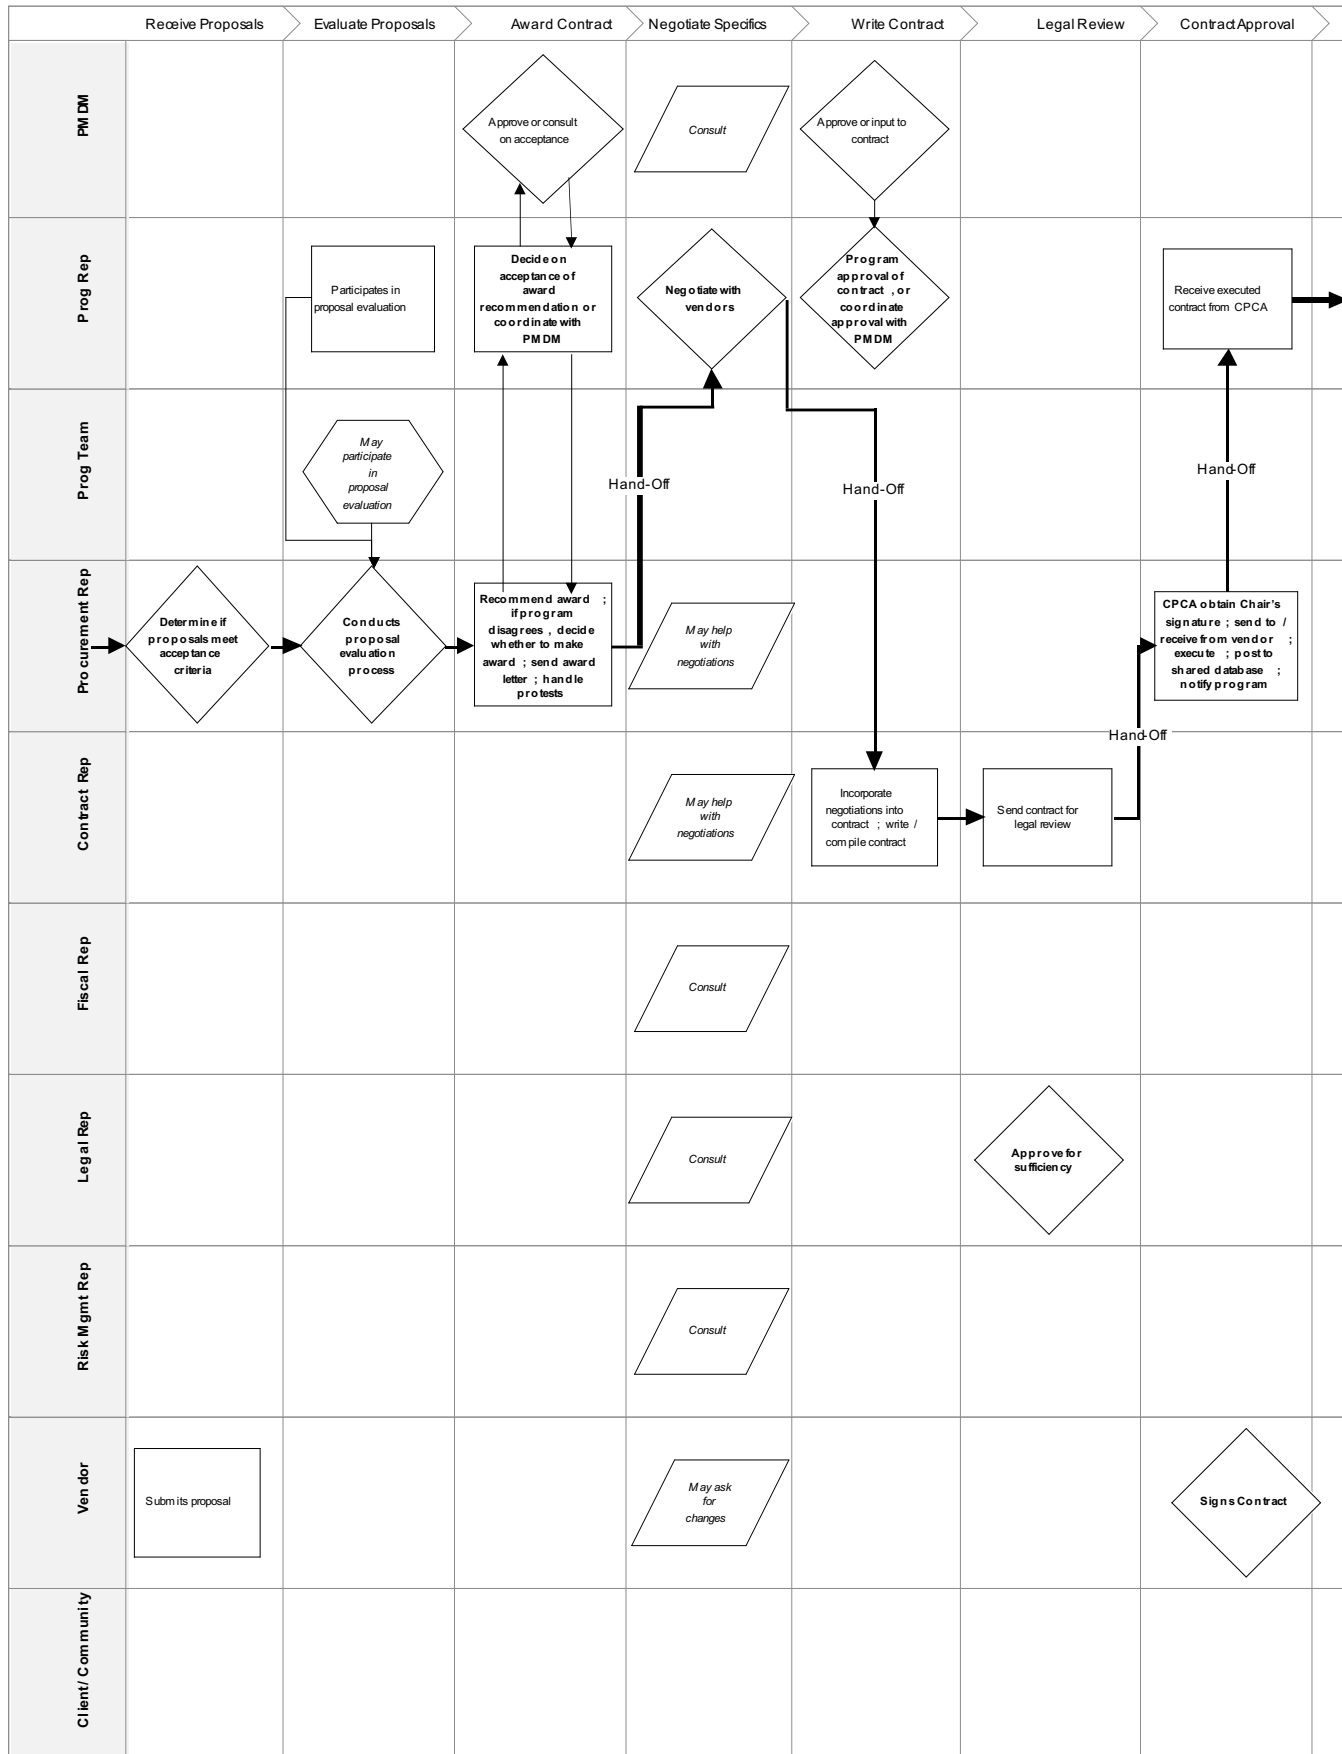 Receive Proposals
Evaluate Proposals
Award Contract
Negotiate Specifics
Write Contract
Legal Review
Contract Approval
PMDM
Approve or consult
on acceptance
Consult
Approve or input to
contract
Prog Rep
Participates in
proposal evaluation
Decide on
acceptance of
award
recommendation or
coordinate with
PMDM
Negotiate with
vendors
Program
approval of
contract , or
coordinate
approval with
PMDM
Receive executed
contract from CPCA
Prog Team
May
participate
in
proposal
evaluation
Hand-Off
Hand-Off
Hand-Off
Procurement Rep
Determine if
proposals meet
acceptance
criteria
Conducts
proposal
evaluation
process
Recommend award ;
if program
disagrees , decide
whether to make
award ; send award
letter ; handle
protests
May help
with
negotiations
CPCA obtain Chair's
signature ; send to /
receive from vendor ;
execute ; post to
shared database ;
notify program
Hand-Off
Contract Rep
May help
with
negotiations
Incorporate
negotiations into
contract ; write /
compile contract
Send contract for
legal review
Fiscal Rep
Consult
Legal Rep
Consult
Approve for
sufficiency
Risk Mgmt Rep
Consult
Vendor
Submits proposal
May ask
for
changes
Signs Contract
Client/ Community